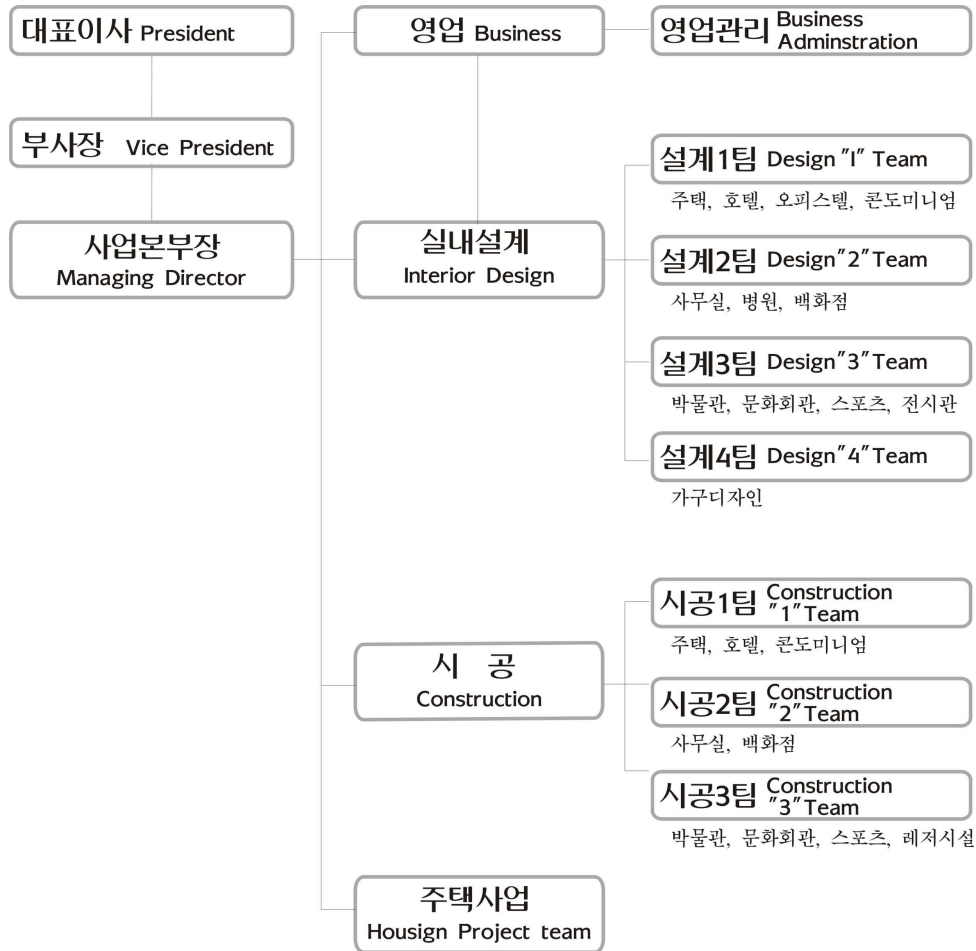 대표이사 President
부사장 Vice President
사업본부장
Managing Director
영업 Business
영업관리 Business
Adminstration
실내설계
Interior Design
설계1팀 Design "I" Team
주택, 호텔, 오피스텔, 콘도미니엄
설계2팀 Design"2"Team
사무실, 병원, 백화점
설계3팀 Design"3"Team
박물관, 문화회관, 스포츠, 전시관
설계4팀 Design"4"Team
가구디자인
시 공
Construction
시공1팀 Construction
"1"Team
주택, 호텔, 콘도미니엄
시공2팀 Construction
"2"Team
사무실, 백화점
시공3팀 Construction
"3"Team
박물관, 문화회관, 스포츠, 레저시설
주택사업
Housign Project team